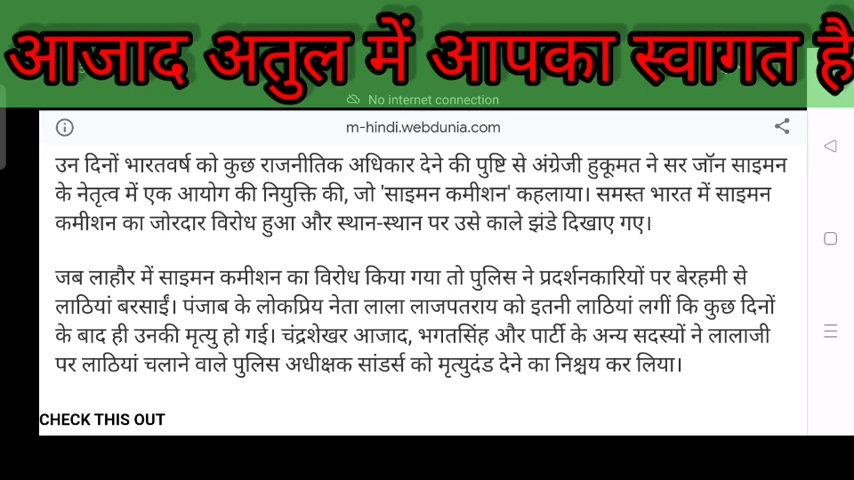 आजाद अतुल में आपका स्वागत है
No internet connection
m-hindi.webdunia.com
उन दिनों भारतवर्ष को कुछ राजनीतिक अधिकार देने की पुष्टि से अंग्रेजी हुकूमत ने सर जॉन साइमन
के नेतृत्व में एक आयोग की नियुक्ति की, जो 'साइमन कमीशन' कहलाया। समस्त भारत में साइमन
कमीशन का जोरदार विरोध हुआ और स्थान-स्थान पर उसे काले झंडे दिखाए गए।
जब लाहौर में साइमन कमीशन का विरोध किया गया तो पुलिस ने प्रदर्शनकारियों पर बेरहमी से
लाठियां बरसाईं। पंजाब के लोकप्रिय नेता लाला लाजपतराय को इतनी लाठियां लगीं कि कुछ दिनों
के बाद ही उनकी मृत्यु हो गई। चंद्रशेखर आजाद, भगतसिंह और पार्टी के अन्य सदस्यों ने लालाजी
पर लाठियां चलाने वाले पुलिस अधीक्षक सांडर्स को मृत्युदंड देने का निश्चय कर लिया।
CHECK THIS OUT